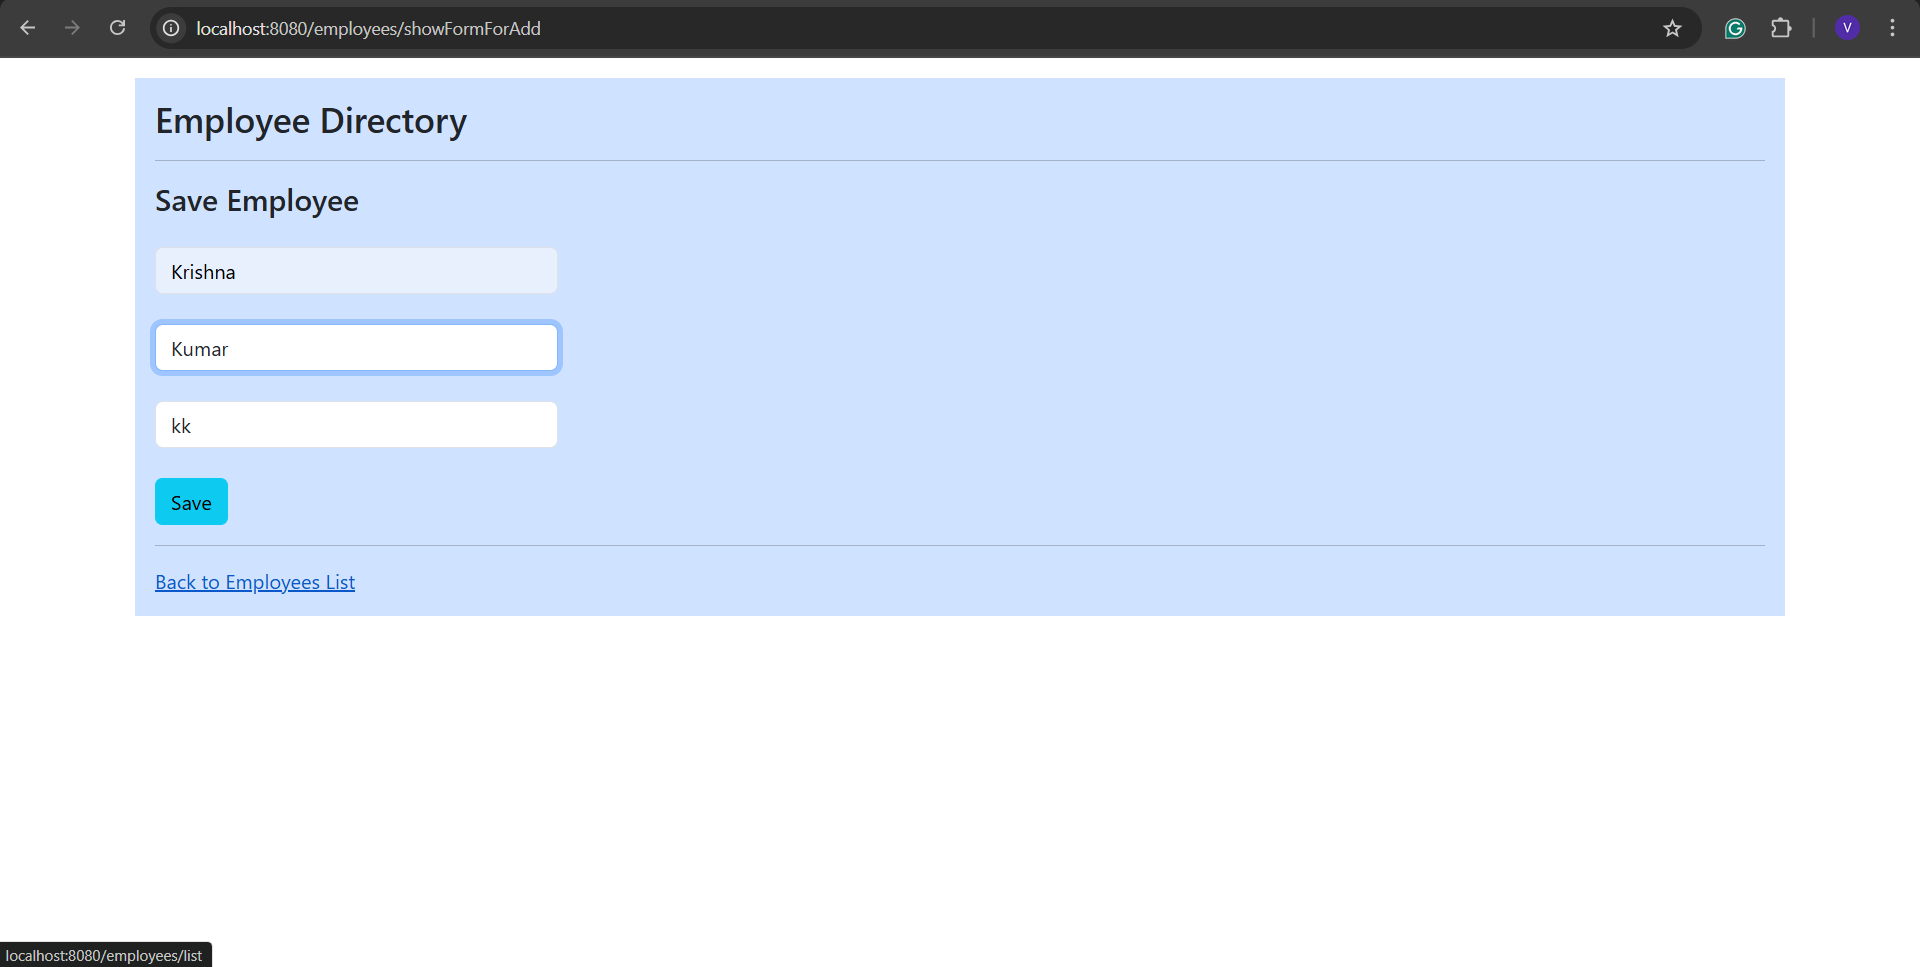 localhost:8080/employees/showFormForAdd
V
Employee Directory
Save Employee
Krishna
Kumar
kk
Save
Back to Employees List
localhost:8080/employees/list